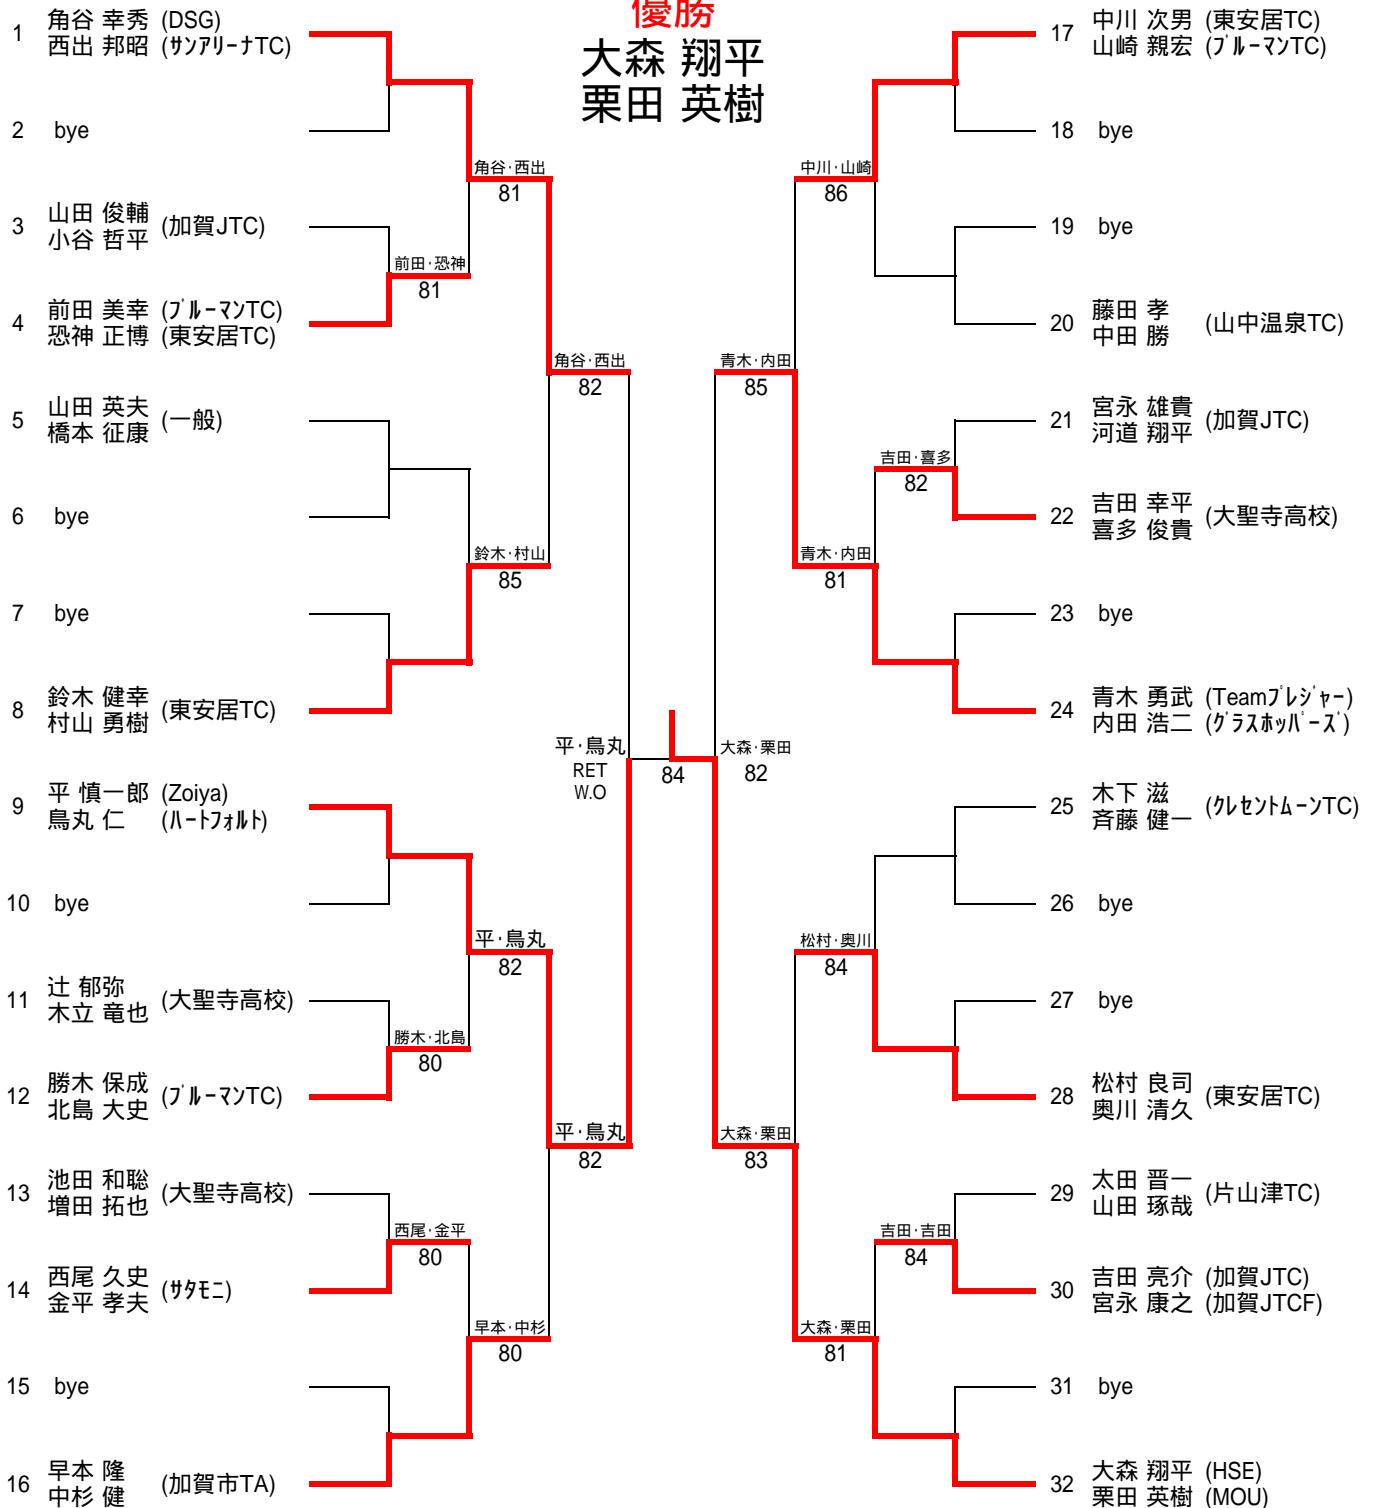 優勝
大森 翔平
栗田 英樹
1 角谷 幸秀 (DSG)
西出 邦昭 (サンアリーナTC)
2 bye
3 山田 俊輔 (加賀JTC)
小谷 哲平
4 前田 美幸 (ブルーマンTC)
恐神 正博 (東安居TC)
5 山田 英夫 (一般)
橋本 征康
6 bye
7 bye
8 鈴木 健幸 (東安居TC)
村山 勇樹
9 平 慎一郎 (Zoiya)
鳥丸 仁 (ハートフォルト)
10 bye
11 辻 郁弥 (大聖寺高校)
木立 竜也
12 勝木 保成 (ブルーマンTC)
北島 大史
13 池田 和聡 (大聖寺高校)
増田 拓也
14 西尾 久史 (サタモニ)
金平 孝夫
15 bye
16 早本 隆 (加賀市TA)
中杉 健
前田·恐神
81
勝木·北島
80
西尾·金平
80
角谷·西出
81
鈴木·村山
85
平·鳥丸
82
早本·中杉
80
角谷·西出
82
平·鳥丸
82
平·鳥丸
RET
W.O
84
大森·栗田
82
青木·内田
85
大森·栗田
83
中川·山崎
86
青木·内田
81
松村·奥川
84
大森·栗田
81
吉田·喜多
82
吉田·吉田
84
17 中川 次男 (東安居TC)
山崎 親宏 (ブルーマンTC)
18 bye
19 bye
20 藤田 孝 (山中温泉TC)
中田 勝
21 宮永 雄貴 (加賀JTC)
河道 翔平
22 吉田 幸平 (大聖寺高校)
喜多 俊貴
23 bye
24 青木 勇武 (Teamプレジャー)
内田 浩二 (グラスホッパーズ)
25 木下 滋 (クレセントムーンTC)
斉藤 健一
26 bye
27 bye
28 松村 良司 (東安居TC)
奥川 清久
29 太田 晋一 (片山津TC)
山田 琢哉
30 吉田 亮介 (加賀JTC)
宮永 康之 (加賀JTCF)
31 bye
32 大森 翔平 (HSE)
栗田 英樹 (MOU)